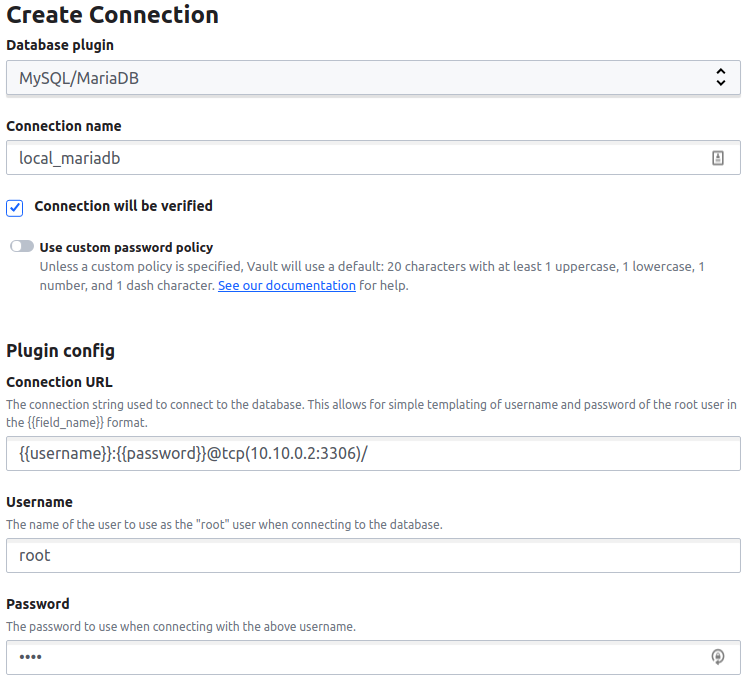 Create Connection
Database plugin
MySQL/MariaDB
Connection name
local_mariadb
Connection will be verified
Use custom password policy
Unless a custom policy is specified, Vault will use a default: 20 characters with at least 1 uppercase, 1 lowercase, 1
number, and 1 dash character. See our documentation for help.
Plugin config
Connection URL
The connection string used to connect to the database. This allows for simple templating of username and password of the root user in
the {{field_name}} format.
{{username}}:{{password}}@tcp(10.10.0.2:3306)/
Username
The name of the user to use as the "root" user when connecting to the database.
root
Password
The password to use when connecting with the above username.
••••